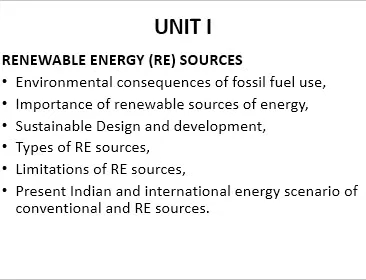 UNIT I
RENEWABLE ENERGY (RE) SOURCES
• Environmental consequences of fossil fuel use,
• Importance of renewable sources of energy,
• Sustainable Design and development,
• Types of RE sources,
• Limitations of RE sources,
• Present Indian and international energy scenario of
conventional and RE sources.